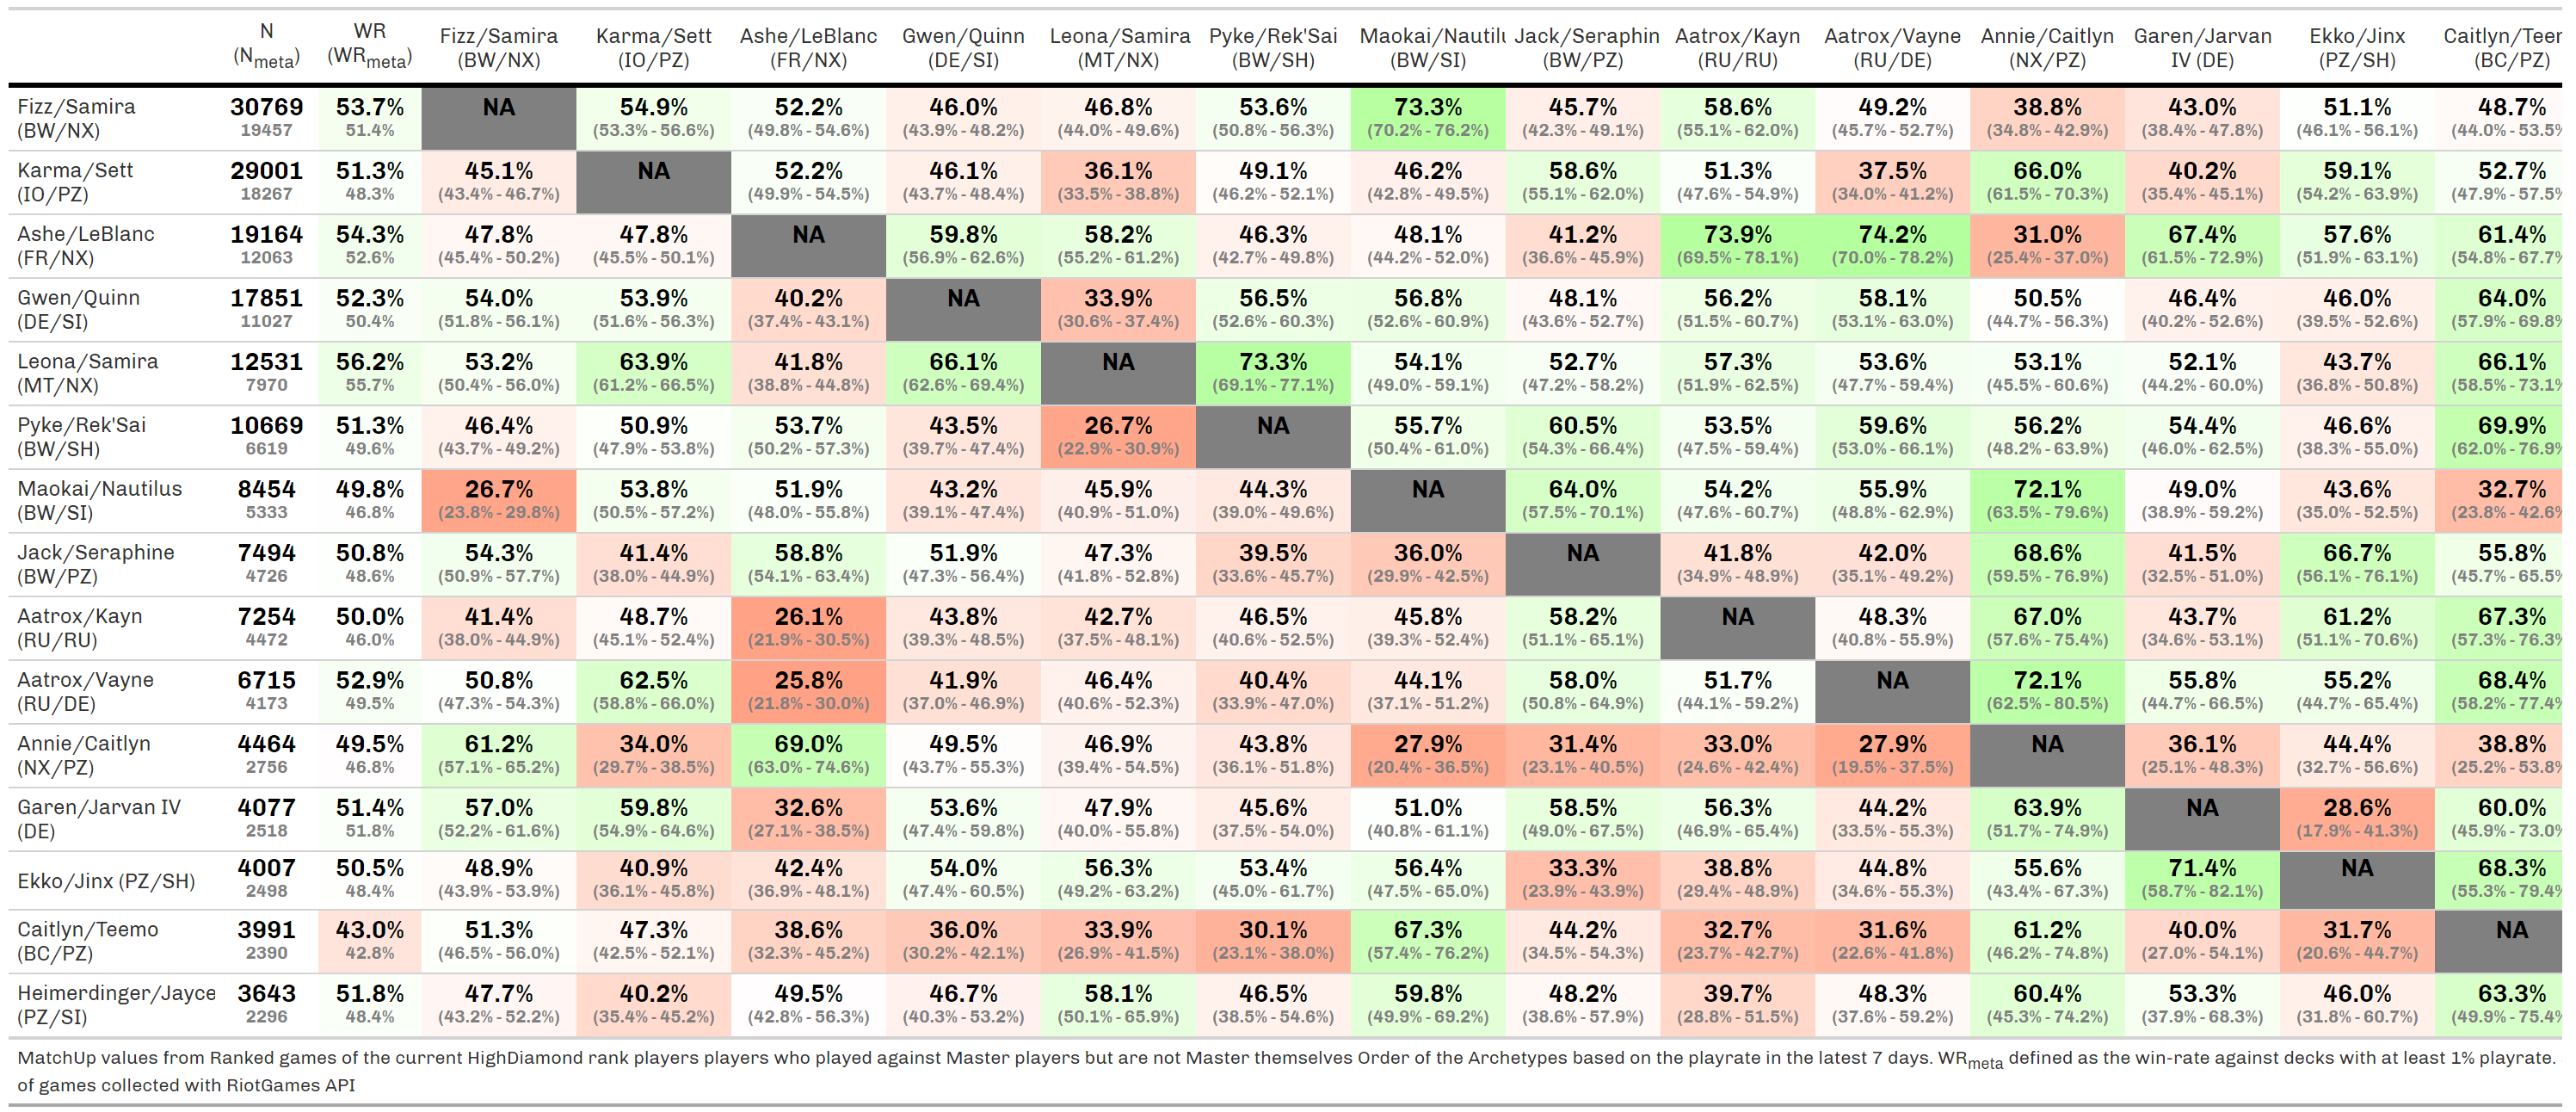 N WR Fizz/Samira Karma/Sett Ashe/LeBlanc Gwen/Quinn Leona/Samira Pyke/Rek'Sai Maokai/Nautilu Jack/Seraphin Aatrox/Kayn Aatrox/Vayne Annie/Caitlyn Garen/Jarvan Ekko/Jinx Caitlyn/Teer
(Nmeta) (WRmeta) (BW/NX) (IO/PZ) (FR/NX) (DE/SI) (MT/NX) (BW/SH) (BW/SI) (BW/PZ) (RU/RU) (RU/DE) (NX/PZ) IV (DE) (PZ/SH) (BC/PZ)
Fizz/Samira 30769 53.7% NA 54.9% 52.2% 46.0% 46.8% 53.6% 73.3% 45.7% 58.6% 49.2% 38.8% 43.0% 51.1% 48.7%
(BW/NX) 19457 51.4% (53.3% - 56.6%) (49.8% - 54.6%) (43.9% - 48.2%) (44.0% - 49.6%) (50.8% - 56.3%) (70.2% - 76.2%) (42.3% - 49.1%) (55.1% - 62.0%) (45.7% - 52.7%) (34.8% - 42.9%) (38.4% - 47.8%) (46.1% - 56.1%) (44.0% - 53.5%
Karma/Sett 29001 51.3% 45.1% NA 52.2% 46.1% 36.1% 49.1% 46.2% 58.6% 51.3% 37.5% 66.0% 40.2% 59.1% 52.7%
(IO/PZ) 18267 48.3% (43.4% - 46.7%) (49.9% - 54.5%) (43.7% - 48.4%) (33.5% - 38.8%) (46.2% - 52.1%) (42.8% - 49.5%) (55.1% - 62.0%) (47.6% - 54.9%) (34.0% - 41.2%) (61.5% - 70.3%) (35.4% - 45.1%) (54.2% - 63.9%) (47.9% - 57.5%
Ashe/LeBlanc 19164 54.3% 47.8% 47.8% NA 59.8% 58.2% 46.3% 48.1% 41.2% 73.9% 74.2% 31.0% 67.4% 57.6% 61.4%
(FR/NX) 12063 52.6% (45.4% - 50.2%) (45.5% - 50.1%) (56.9% - 62.6%) (55.2% - 61.2%) (42.7% - 49.8%) (44.2% - 52.0%) (36.6% - 45.9%) (69.5% - 78.1%) (70.0% - 78.2%) (25.4% - 37.0%) (61.5% - 72.9%) (51.9% - 63.1%) (54.8% - 67.7%
Gwen/Quinn 17851 52.3% 54.0% 53.9% 40.2% NA 33.9% 56.5% 56.8% 48.1% 56.2% 58.1% 50.5% 46.4% 46.0% 64.0%
(DE/SI) 11027 50.4% (51.8% - 56.1%) (51.6% - 56.3%) (37.4% - 43.1%) (30.6% - 37.4%) (52.6% - 60.3%) (52.6% - 60.9%) (43.6% - 52.7%) (51.5% - 60.7%) (53.1% - 63.0%) (44.7% - 56.3%) (40.2% - 52.6%) (39.5% - 52.6%) (57.9% - 69.8%
Leona/Samira 12531 56.2% 53.2% 63.9% 41.8% 66.1% NA 73.3% 54.1% 52.7% 57.3% 53.6% 53.1% 52.1% 43.7% 66.1%
(MT/NX) 7970 55.7% (50.4% - 56.0%) (61.2% - 66.5%) (38.8% - 44.8%) (62.6% - 69.4%) (69.1% - 77.1%) (49.0% - 59.1%) (47.2% - 58.2%) (51.9% - 62.5%) (47.7% - 59.4%) (45.5% - 60.6%) (44.2% - 60.0%) (36.8% - 50.8%) (58.5% - 73.1%
Pyke/Rek'Sai 10669 51.3% 46.4% 50.9% 53.7% 43.5% 26.7% NA 55.7% 60.5% 53.5% 59.6% 56.2% 54.4% 46.6% 69.9%
(BW/SH) 6619 49.6% (43.7% - 49.2%) (47.9% - 53.8%) (50.2% - 57.3%) (39.7% - 47.4%) (22.9% - 30.9%) (50.4% - 61.0%) (54.3% - 66.4%) (47.5% - 59.4%) (53.0% - 66.1%) (48.2% - 63.9%) (46.0% - 62.5%) (38.3% - 55.0%) (62.0% - 76.9%
Maokai/Nautilus 8454 49.8% 26.7% 53.8% 51.9% 43.2% 45.9% 44.3% NA 64.0% 54.2% 55.9% 72.1% 49.0% 43.6% 32.7%
(BW/SI) 5333 46.8% (23.8% - 29.8%) (50.5% - 57.2%) (48.0% - 55.8%) (39.1% - 47.4%) (40.9% - 51.0%) (39.0% - 49.6%) (57.5% - 70.1%) (47.6% - 60.7%) (48.8% - 62.9%) (63.5% - 79.6%) (38.9% - 59.2%) (35.0% - 52.5%) (23.8% - 42.6%
Jack/Seraphine 7494 50.8% 54.3% 41.4% 58.8% 51.9% 47.3% 39.5% 36.0% NA 41.8% 42.0% 68.6% 41.5% 66.7% 55.8%
(BW/PZ) 4726 48.6% (50.9% - 57.7%) (38.0% - 44.9%) (54.1% - 63.4%) (47.3% - 56.4%) (41.8% - 52.8%) (33.6% - 45.7%) (29.9% - 42.5%) (34.9% - 48.9%) (35.1% - 49.2%) (59.5% - 76.9%) (32.5% - 51.0%) (56.1% - 76.1%) (45.7% - 65.5%
Aatrox/Kayn 7254 50.0% 41.4% 48.7% 26.1% 43.8% 42.7% 46.5% 45.8% 58.2% NA 48.3% 67.0% 43.7% 61.2% 67.3%
(RU/RU) 4472 46.0% (38.0% - 44.9%) (45.1% - 52.4%) (21.9% - 30.5%) (39.3% - 48.5%) (37.5% - 48.1%) (40.6% - 52.5%) (39.3% - 52.4%) (51.1% - 65.1%) (40.8% - 55.9%) (57.6% - 75.4%) (34.6% - 53.1%) (51.1% - 70.6%) (57.3% - 76.3%
Aatrox/Vayne 6715 52.9% 50.8% 62.5% 25.8% 41.9% 46.4% 40.4% 44.1% 58.0% 51.7% NA 72.1% 55.8% 55.2% 68.4%
(RU/DE) 4173 49.5% (47.3% - 54.3%) (58.8% - 66.0%) (21.8% - 30.0%) (37.0% - 46.9%) (40.6% - 52.3%) (33.9% - 47.0%) (37.1% - 51.2%) (50.8% - 64.9%) (44.1% - 59.2%) (62.5% - 80.5%) (44.7% - 66.5%) (44.7% - 65.4%) (58.2% - 77.4%
Annie/Caitlyn 4464 49.5% 61.2% 34.0% 69.0% 49.5% 46.9% 43.8% 27.9% 31.4% 33.0% 27.9% NA 36.1% 44.4% 38.8%
(NX/PZ) 2756 46.8% (57.1% - 65.2%) (29.7% - 38.5%) (63.0% - 74.6%) (43.7% - 55.3%) (39.4% - 54.5%) (36.1% - 51.8%) (20.4% - 36.5%) (23.1% - 40.5%) (24.6% - 42.4%) (19.5% - 37.5%) (25.1% - 48.3%) (32.7% - 56.6%) (25.2% - 53.8%
Garen/Jarvan IV 4077 51.4% 57.0% 59.8% 32.6% 53.6% 47.9% 45.6% 51.0% 58.5% 56.3% 44.2% 63.9% NA 28.6% 60.0%
(DE) 2518 51.8% (52.2% - 61.6%) (54.9% - 64.6%) (27.1% - 38.5%) (47.4% - 59.8%) (40.0% - 55.8%) (37.5% - 54.0%) (40.8% - 61.1%) (49.0% - 67.5%) (46.9% - 65.4%) (33.5% - 55.3%) (51.7% - 74.9%) (17.9% - 41.3%) (45.9% - 73.0%
Ekko/Jinx (PZ/SH) 4007 50.5% 48.9% 40.9% 42.4% 54.0% 56.3% 53.4% 56.4% 33.3% 38.8% 44.8% 55.6% 71.4% NA 68.3%
2498 48.4% (43.9% - 53.9%) (36.1% - 45.8%) (36.9% - 48.1%) (47.4% - 60.5%) (49.2% - 63.2%) (45.0% - 61.7%) (47.5% - 65.0%) (23.9% - 43.9%) (29.4% - 48.9%) (34.6% - 55.3%) (43.4% - 67.3%) (58.7% - 82.1%) (55.3% - 79.4%
Caitlyn/Teemo 3991 43.0% 51.3% 47.3% 38.6% 36.0% 33.9% 30.1% 67.3% 44.2% 32.7% 31.6% 61.2% 40.0% 31.7% NA
(BC/PZ) 2390 42.8% (46.5% - 56.0%) (42.5% - 52.1%) (32.3% - 45.2%) (30.2% - 42.1%) (26.9% - 41.5%) (23.1% - 38.0%) (57.4% - 76.2%) (34.5% - 54.3%) (23.7% - 42.7%) (22.6% - 41.8%) (46.2% - 74.8%) (27.0% - 54.1%) (20.6% - 44.7%)
Heimerdinger/Jayce 3643 51.8% 47.7% 40.2% 49.5% 46.7% 58.1% 46.5% 59.8% 48.2% 39.7% 48.3% 60.4% 53.3% 46.0% 63.3%
(PZ/SI) 2296 48.4% (43.2% - 52.2%) (35.4% - 45.2%) (42.8% - 56.3%) (40.3% - 53.2%) (50.1% - 65.9%) (38.5% - 54.6%) (49.9% - 69.2%) (38.6% - 57.9%) (28.8% - 51.5%) (37.6% - 59.2%) (45.3% - 74.2%) (37.9% - 68.3%) (31.8% - 60.7%) (49.9% - 75.4%
MatchUp values from Ranked games of the current HighDiamond rank players players who played against Master players but are not Master themselves Order of the Archetypes based on the playrate in the latest 7 days. WRmeta defined as the win-rate against decks with at least 1% playrate.
of games collected with RiotGames API